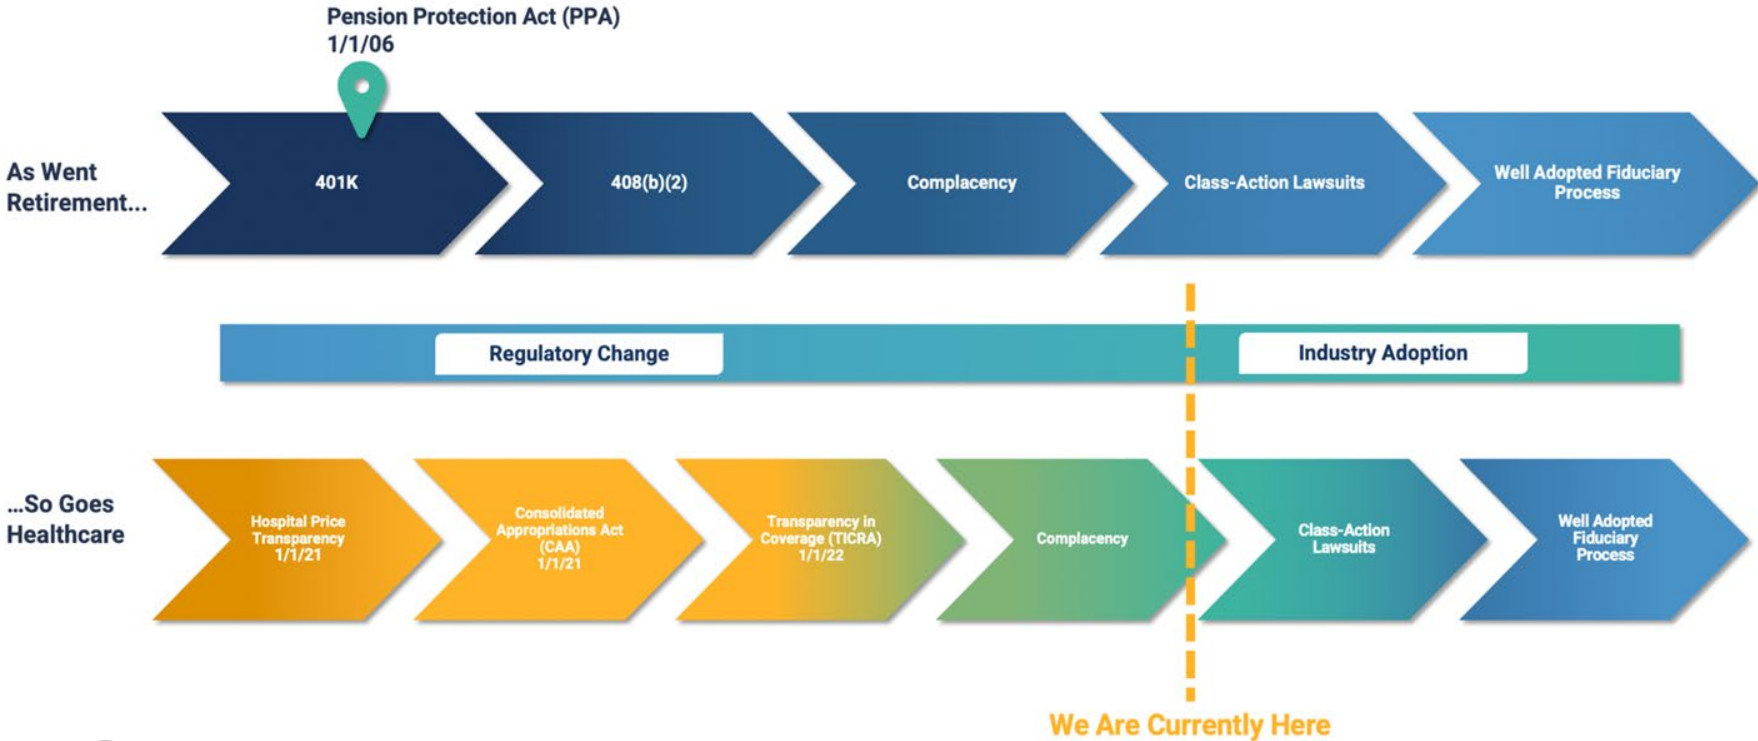 Pension Protection Act (PPA)
1/1/06
As Went
Retirement...
401K
408(b)(2)
Complacency
Class-Action Lawsuits
Well Adopted Fiduciary
Process
Regulatory Change
Industry Adoption
...So Goes
Healthcare
Hospital Price
Transparency
1/1/21
Consolidated
Appropriations Act
(CAA)
1/1/21
Transparency in
Coverage (TICRA)
1/1/22
Complacency
Class-Action
Lawsuits
Well Adopted
Fiduciary
Process
We Are Currently Here